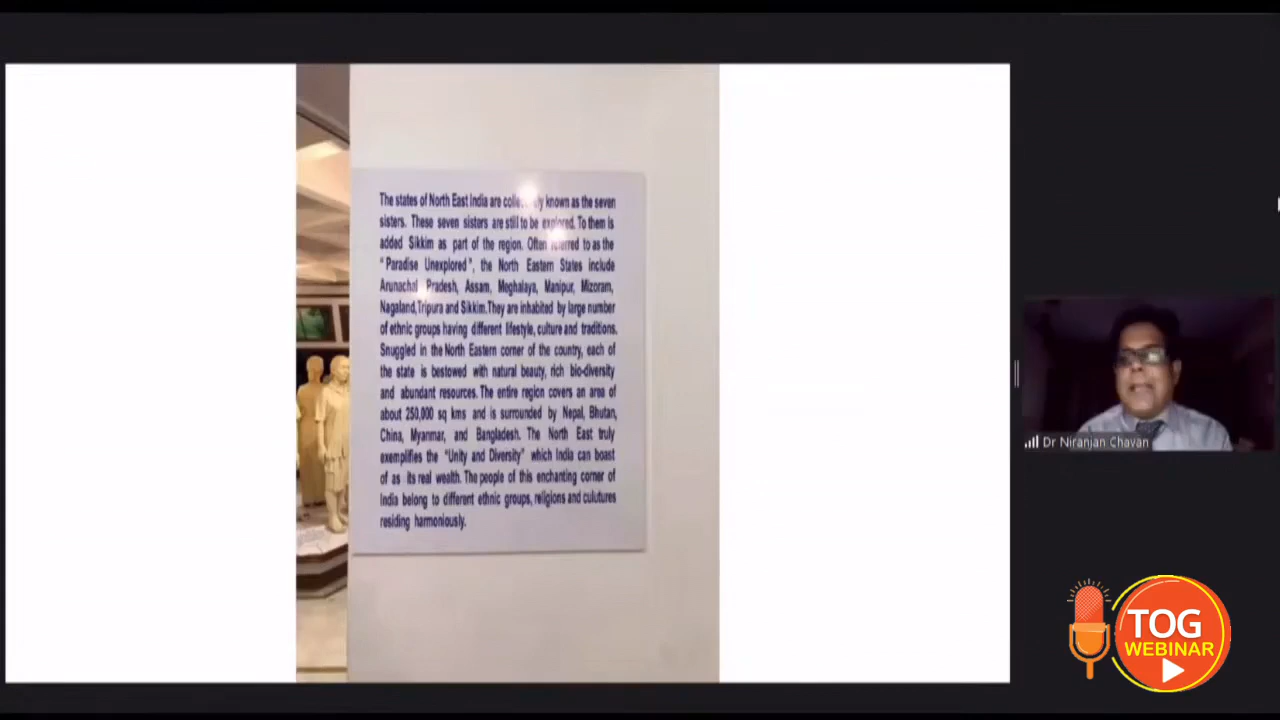 The states of North East India are collectively known as the seven
sisters. These seven sisters are still to be explored. To them is
added Sikkim as part of the region. Often referred to as the
"Paradise Unexplored", the North Eastern States include
Arunachal Pradesh, Assam, Meghalaya, Manipur, Mizoram,
Nagaland,Tripura and Sikkim.They are inhabited by large number
of ethnic groups having different lifestyle, culture and traditions.
Snuggled in the North Eastern corner of the country, each of
the state is bestowed with natural beauty, rich bio-diversity
and abundant resources. The entire region covers an area of
about 250,000 sq kms and is surrounded by Nepal, Bhutan,
China, Myanmar, and Bangladesh. The North East truly
exemplifies the "Unity and Diversity" which India can boast
of as its real wealth. The people of this enchanting corner of
India belong to different ethnic groups, religions and culutures
residing harmoniously.
Dr Niranjan Chavan
TOG
WEBINAR